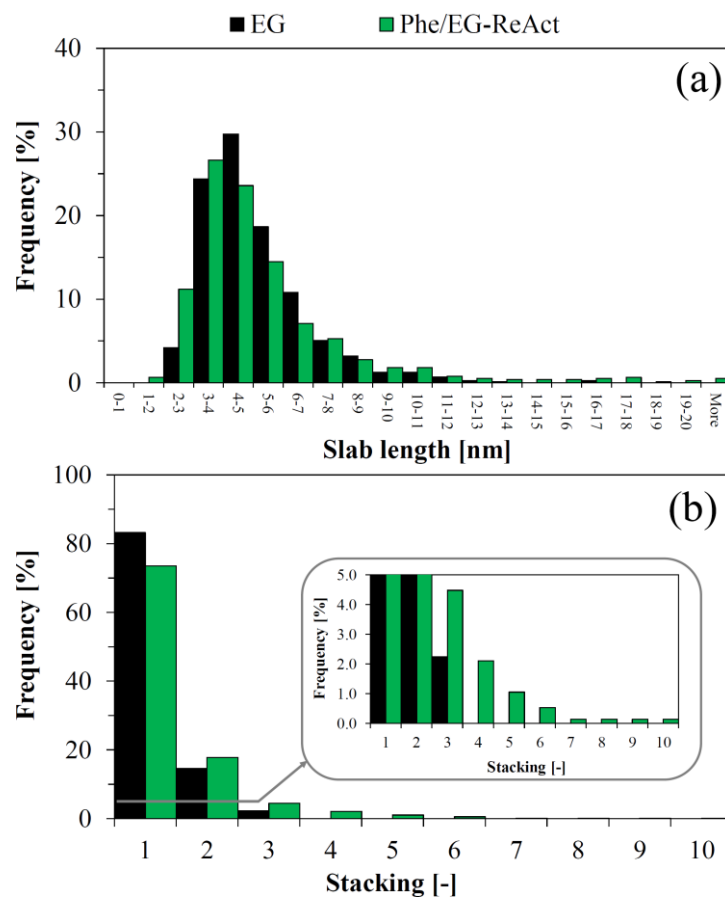 EG Phe/EG-ReAct
(a)
Frequency [%]
40
30
20
10
0
0-1 1-2 2-3 3-4 4-5 5-6 6-7 7-8 8-9 9-10 10-11 11-12 12-13 13-14 14-15 15-16 16-17 17-18 18-19 19-20 More
Slab length [nm]
(b)
Frequency [%]
100
80
60
40
20
0
Frequency [%]
5.0
4.0
3.0
2.0
1.0
0.0
1 2 3 4 5 6 7 8 9 10
Stacking [-]
1 2 3 4 5 6 7 8 9 10
Stacking [-]